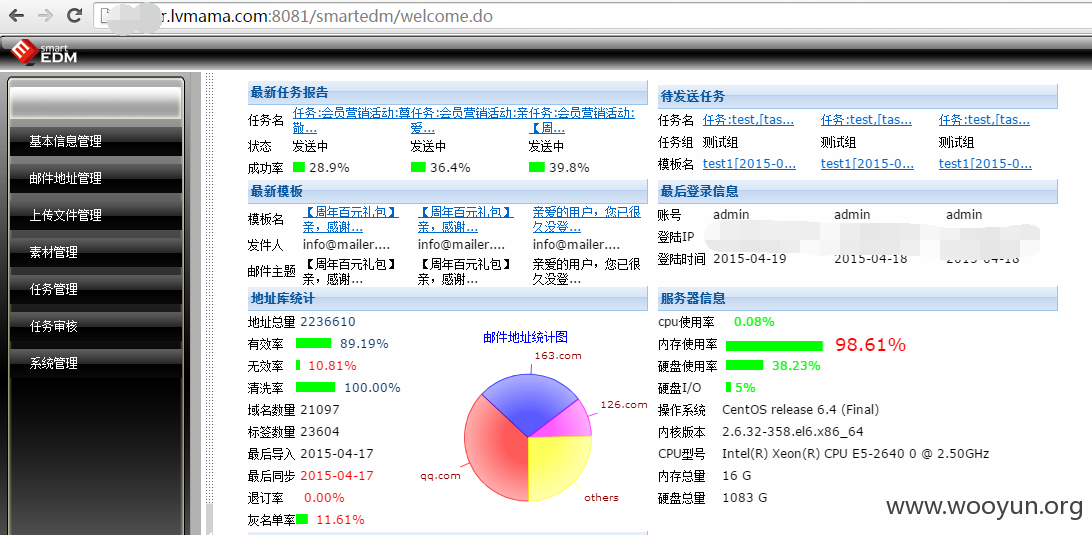 r.lvmama.com:8081/smartedm/welcome.do
smart
EDM
基本信息管理
邮件地址管理
上传文件管理
素材管理
任务管理
任务审核
系统管理
最新任务报告
任务名 任务:会员营销活动:尊敬... 任务:会员营销活动:亲爱... 任务:会员营销活动:【周...
状态 发送中 发送中 发送中
成功率 28.9% 36.4% 39.8%
最新模板
模板名 【周年百元礼包】亲，感谢... 【周年百元礼包】亲，感谢... 亲爱的用户，您已很久没登...
发件人 info@mailer.... info@mailer.... info@mailer....
邮件主题 【周年百元礼包】亲，感谢... 【周年百元礼包】亲，感谢... 亲爱的用户，您已很久没登...
地址库统计
地址总量 2236610
有效率 89.19%
无效率 10.81%
清洗率 100.00%
域名数量 21097
标签数量 23604
最后导入 2015-04-17
最后同步 2015-04-17
退订率 0.00%
灰名单率 11.61%
邮件地址统计图
163.com
126.com
qq.com
others
待发送任务
任务名 任务:test,[tas... 任务:test,[tas... 任务:test,[tas...
任务组 测试组 测试组 测试组
模板名 test1[2015-0... test1[2015-0... test1[2015-0...
最后登录信息
账号 admin admin admin
登陆IP
登陆时间 2015-04-19 2015-04-18 2015-04-18
服务器信息
cpu使用率 0.08%
内存使用率 98.61%
硬盘使用率 38.23%
硬盘I/O 5%
操作系统 CentOS release 6.4 (Final)
内核版本 2.6.32-358.el6.x86_64
CPU型号 Intel(R) Xeon(R) CPU E5-2640 0 @ 2.50GHz
内存总量 16 G
硬盘总量 1083 G
www.wooyun.org